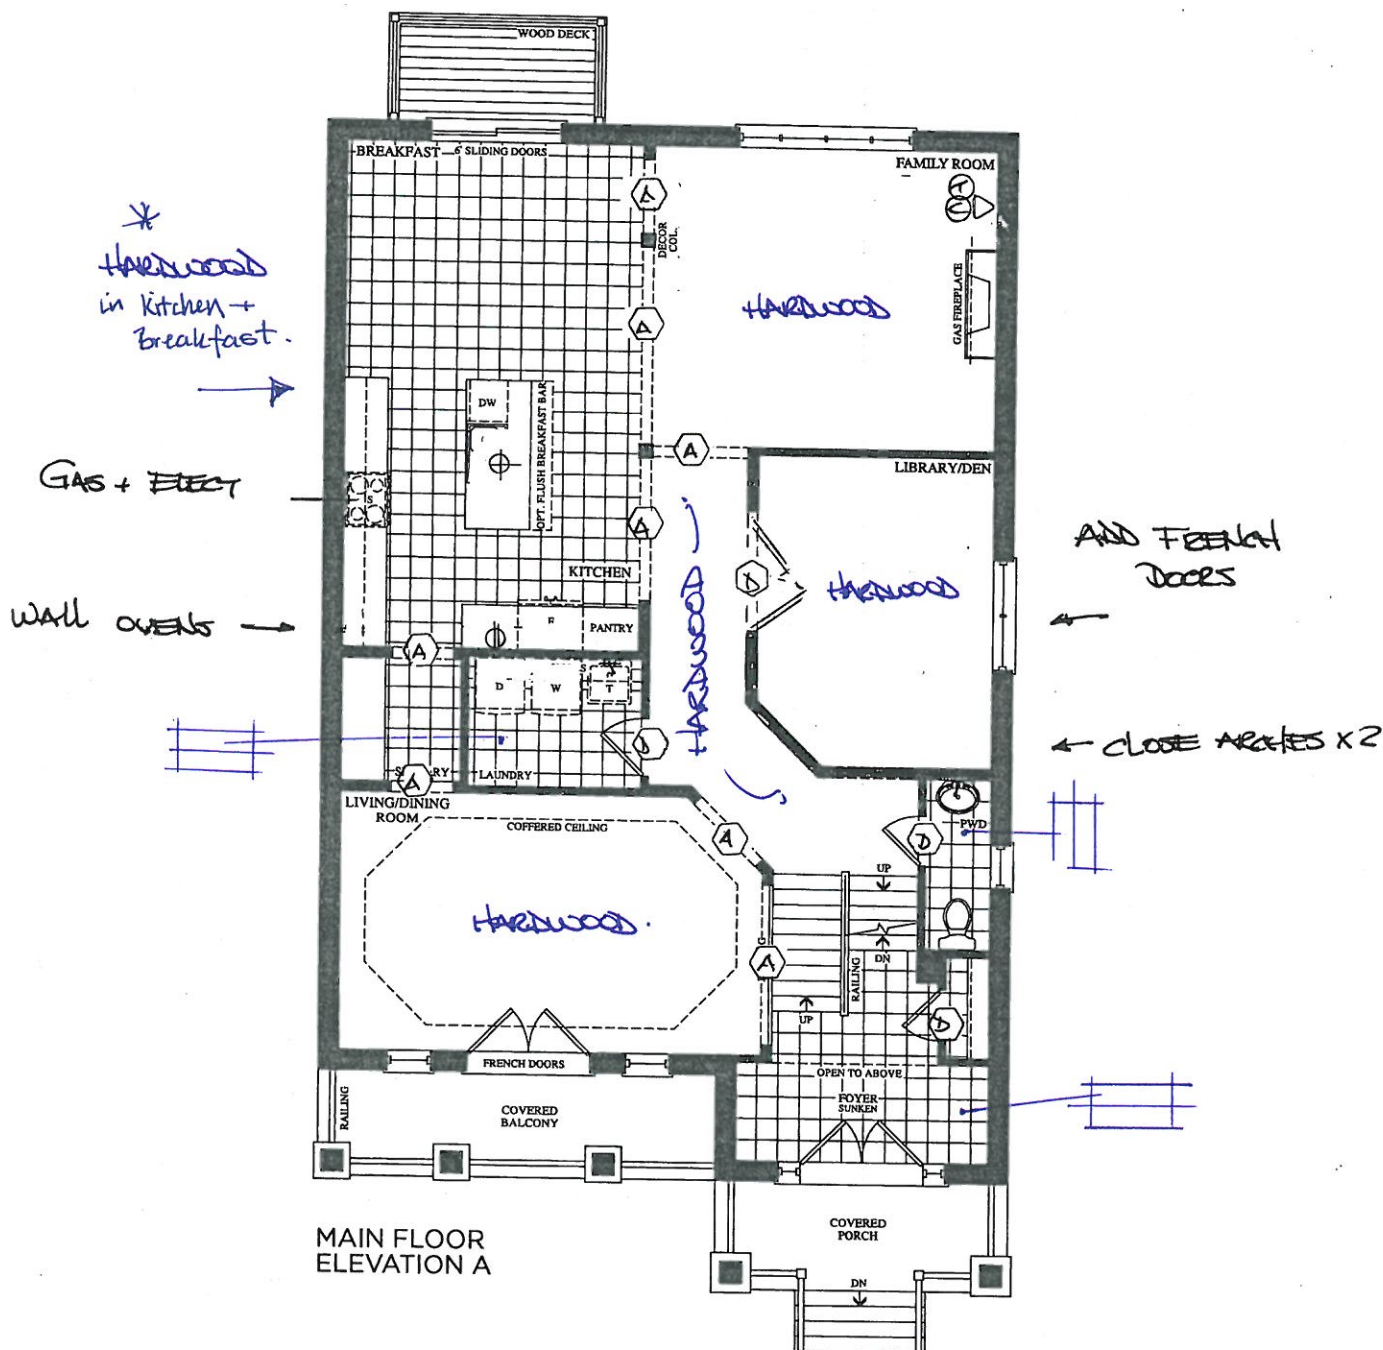 WOOD DECK
BREAKFAST
6' SLIDING DOORS
FAMILY ROOM
A
T
C
DECOR
COL.
*
HARDWOOD
in kitchen +
Breakfast.
HARDWOOD
GAS FIREPLACE
A
DW
OPT. FLUSH BREAKFAST BAR
A
LIBRARY/DEN
GAS + ELECT
S
A
ADD FRENCH
DOORS
KITCHEN
D
HARDWOOD
HARDWOOD
WALL OVENS
F
PANTRY
A
D
W
S
T
D
CLOSE ARCHES X 2
LAUNDRY
A
LIVING/DINING
ROOM
COFFERED CEILING
A
D
PWD
UP
HARDWOOD.
DN
A
RAILING
UP
D
FRENCH DOORS
OPEN TO ABOVE
FOYER
SUNKEN
RAILING
COVERED
BALCONY
COVERED
PORCH
MAIN FLOOR
ELEVATION A
DN